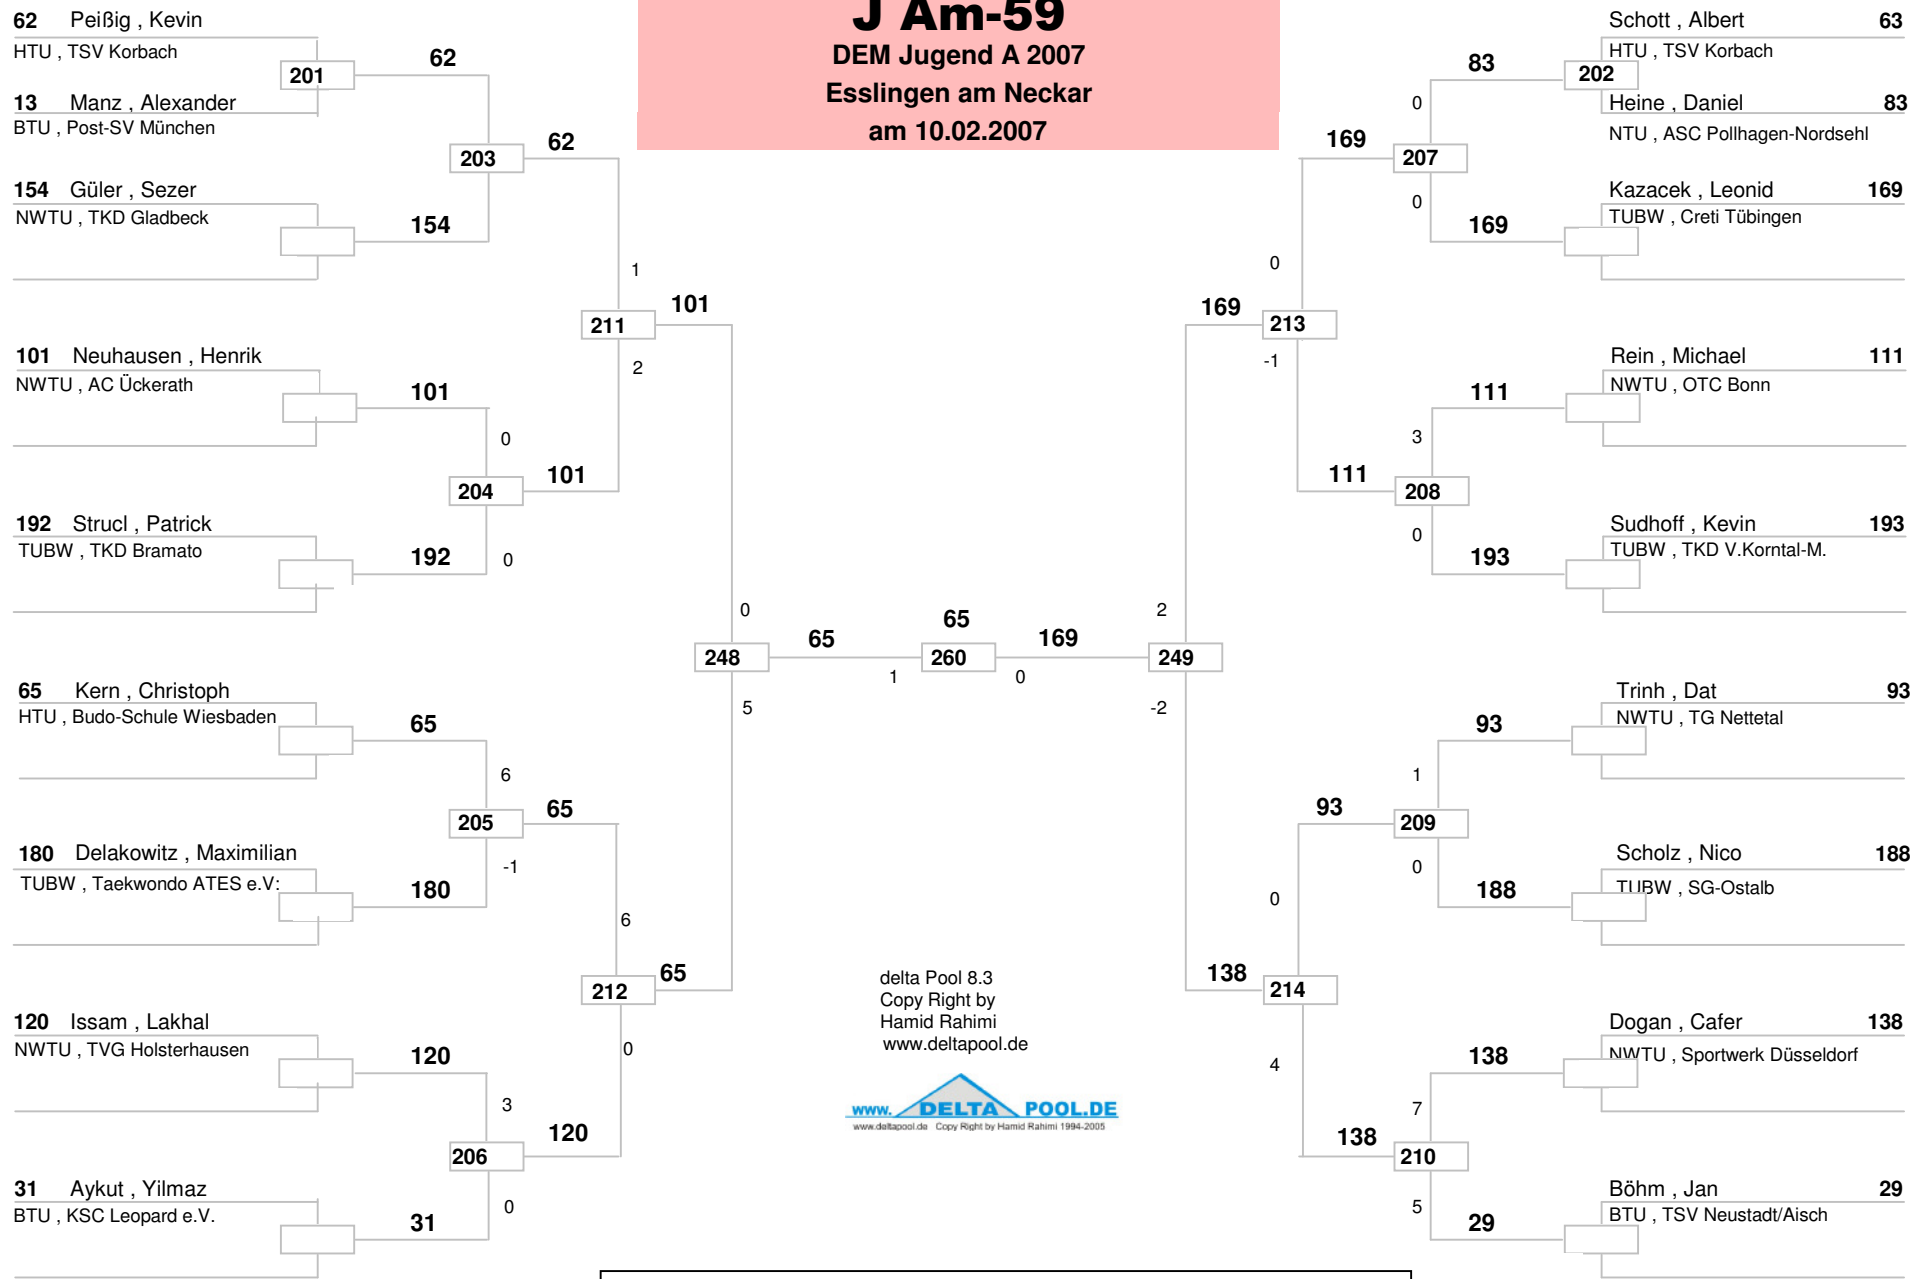 J Am-59
DEM Jugend A 2007
Esslingen am Neckar
am 10.02.2007
62 Peißig , Kevin
HTU , TSV Korbach
201
62
13 Manz , Alexander
BTU , Post-SV München
203
62
154 Güler , Sezer
NWTU , TKD Gladbeck
154
1
211
101
2
101 Neuhausen , Henrik
NWTU , AC Ückerath
101
0
204
101
192 Strucl , Patrick
TUBW , TKD Bramato
192
0
0
248
65
5
65 Kern , Christoph
HTU , Budo-Schule Wiesbaden
65
6
205
65
180 Delakowitz , Maximilian
TUBW , Taekwondo ATES e.V:
180
-1
6
212
65
0
120 Issam , Lakhal
NWTU , TVG Holsterhausen
120
3
206
120
31 Aykut , Yilmaz
BTU , KSC Leopard e.V.
31
0
65
1
260
0
169
249
2
-2
Schott , Albert 63
HTU , TSV Korbach
83
202
0
Heine , Daniel 83
NTU , ASC Pollhagen-Nordsehl
169
207
Kazacek , Leonid 169
TUBW , Creti Tübingen
0
169
0
169
213
-1
Rein , Michael 111
NWTU , OTC Bonn
111
3
111
208
Sudhoff , Kevin 193
TUBW , TKD V.Korntal-M.
0
193
Trinh , Dat 93
NWTU , TG Nettetal
93
1
93
209
Scholz , Nico 188
TUBW , SG-Ostalb
0
188
0
138
214
4
Dogan , Cafer 138
NWTU , Sportwerk Düsseldorf
138
7
138
210
Böhm , Jan 29
BTU , TSV Neustadt/Aisch
5
29
delta Pool 8.3
Copy Right by
Hamid Rahimi
www.deltapool.de
www. DELTA POOL.DE
www.deltapool.de Copy Right by Hamid Rahimi 1994-2005